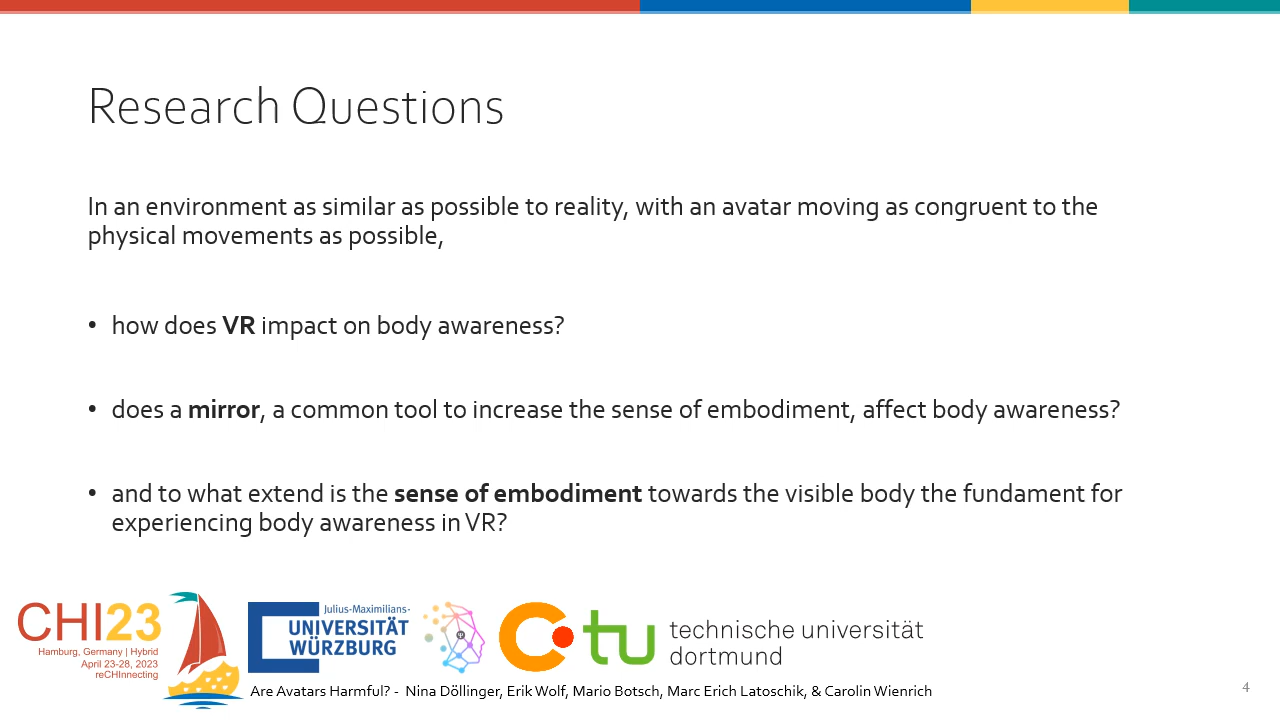 Research Questions
In an environment as similar as possible to reality, with an avatar moving as congruent to the
physical movements as possible,
• how does VR impact on body awareness?
• does a mirror, a common tool to increase the sense of embodiment, affect body awareness?
• and to what extend is the sense of embodiment towards the visible body the fundament for
experiencing body awareness in VR?
CHI23
Hamburg, Germany | Hybrid
April 23-28, 2023
reCHInnecting
Julius-Maximilians-
UNIVERSITÄT
WÜRZBURG
tu
technische universität
dortmund
Are Avatars Harmful? - Nina Döllinger, Erik Wolf, Mario Botsch, Marc Erich Latoschik, & Carolin Wienrich
4